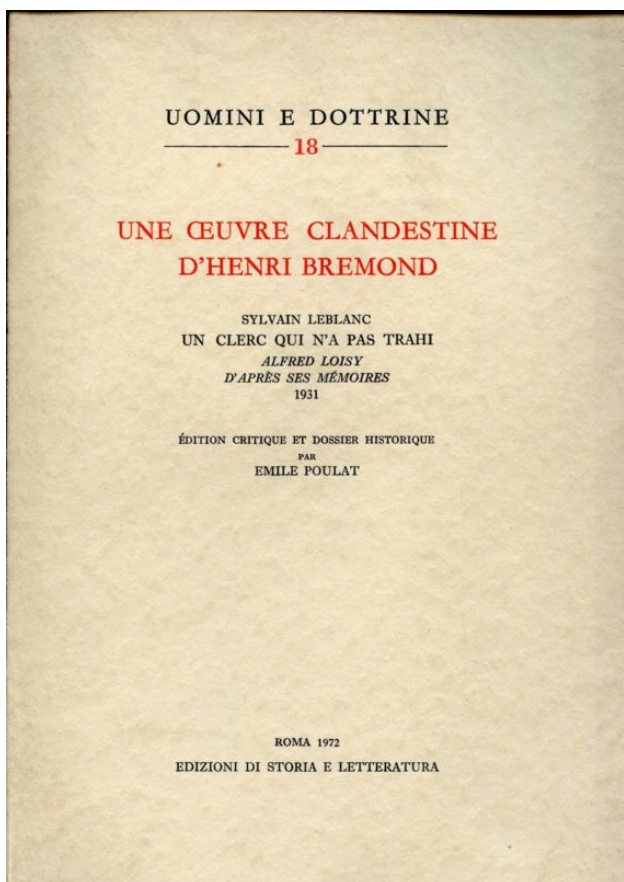 UOMINI E DOTTRINE
18
UNE ŒUVRE CLANDESTINE
D'HENRI BREMOND
SYLVAIN LEBLANC
UN CLERC QUI N'A PAS TRAHI
ALFRED LOISY
D'APRÈS SES MÉMOIRES
1931
ÉDITION CRITIQUE ET DOSSIER HISTORIQUE
PAR
EMILE POULAT
ROMA 1972
EDIZIONI DI STORIA E LETTERATURA